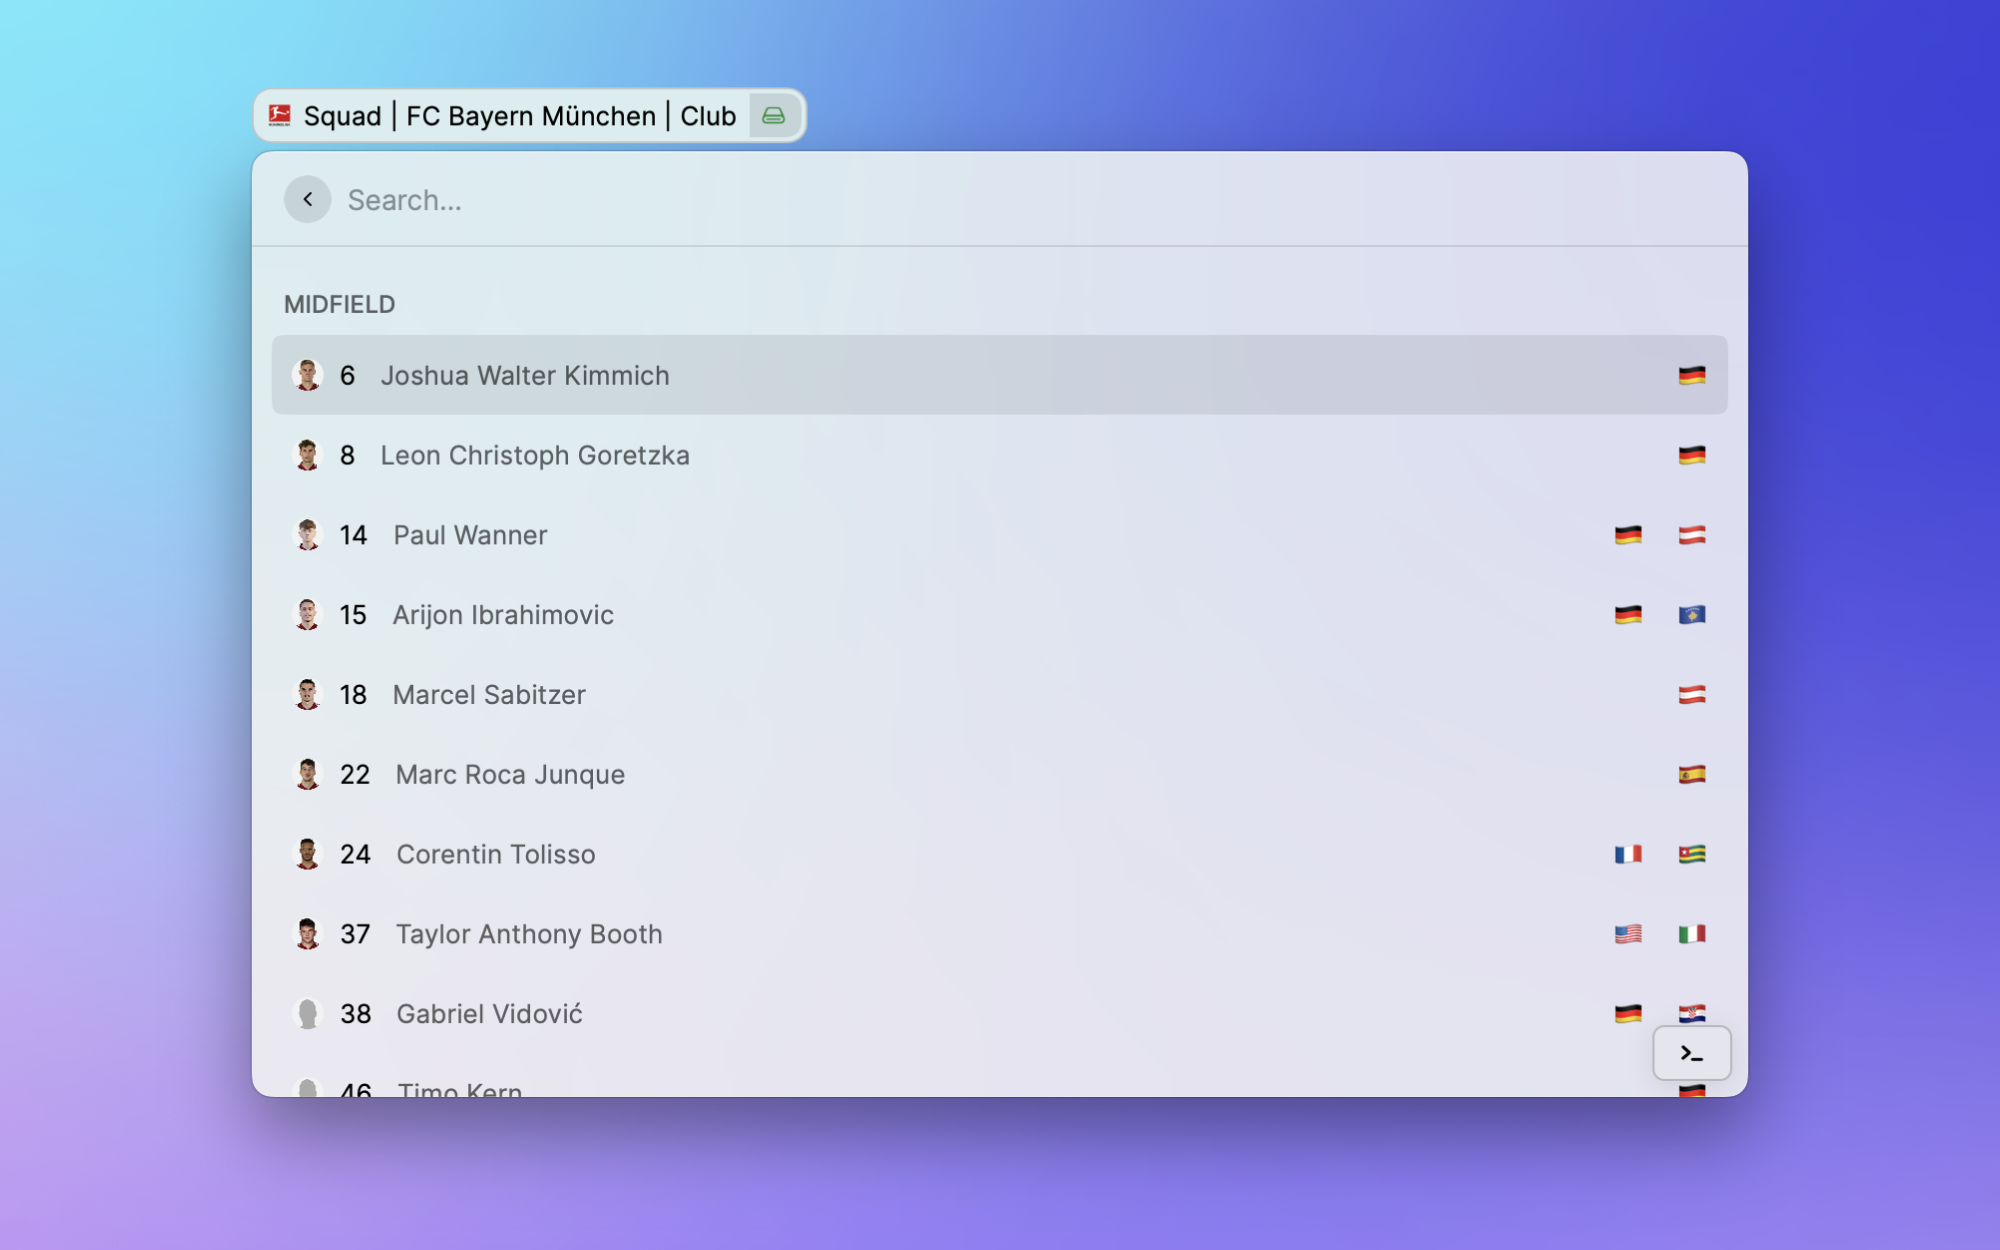 Squad | FC Bayern München | Club
Search...
MIDFIELD
6 Joshua Walter Kimmich
8 Leon Christoph Goretzka
14 Paul Wanner
15 Arijon Ibrahimovic
18 Marcel Sabitzer
22 Marc Roca Junque
24 Corentin Tolisso
37 Taylor Anthony Booth
38 Gabriel Vidović
46 Timo Kern